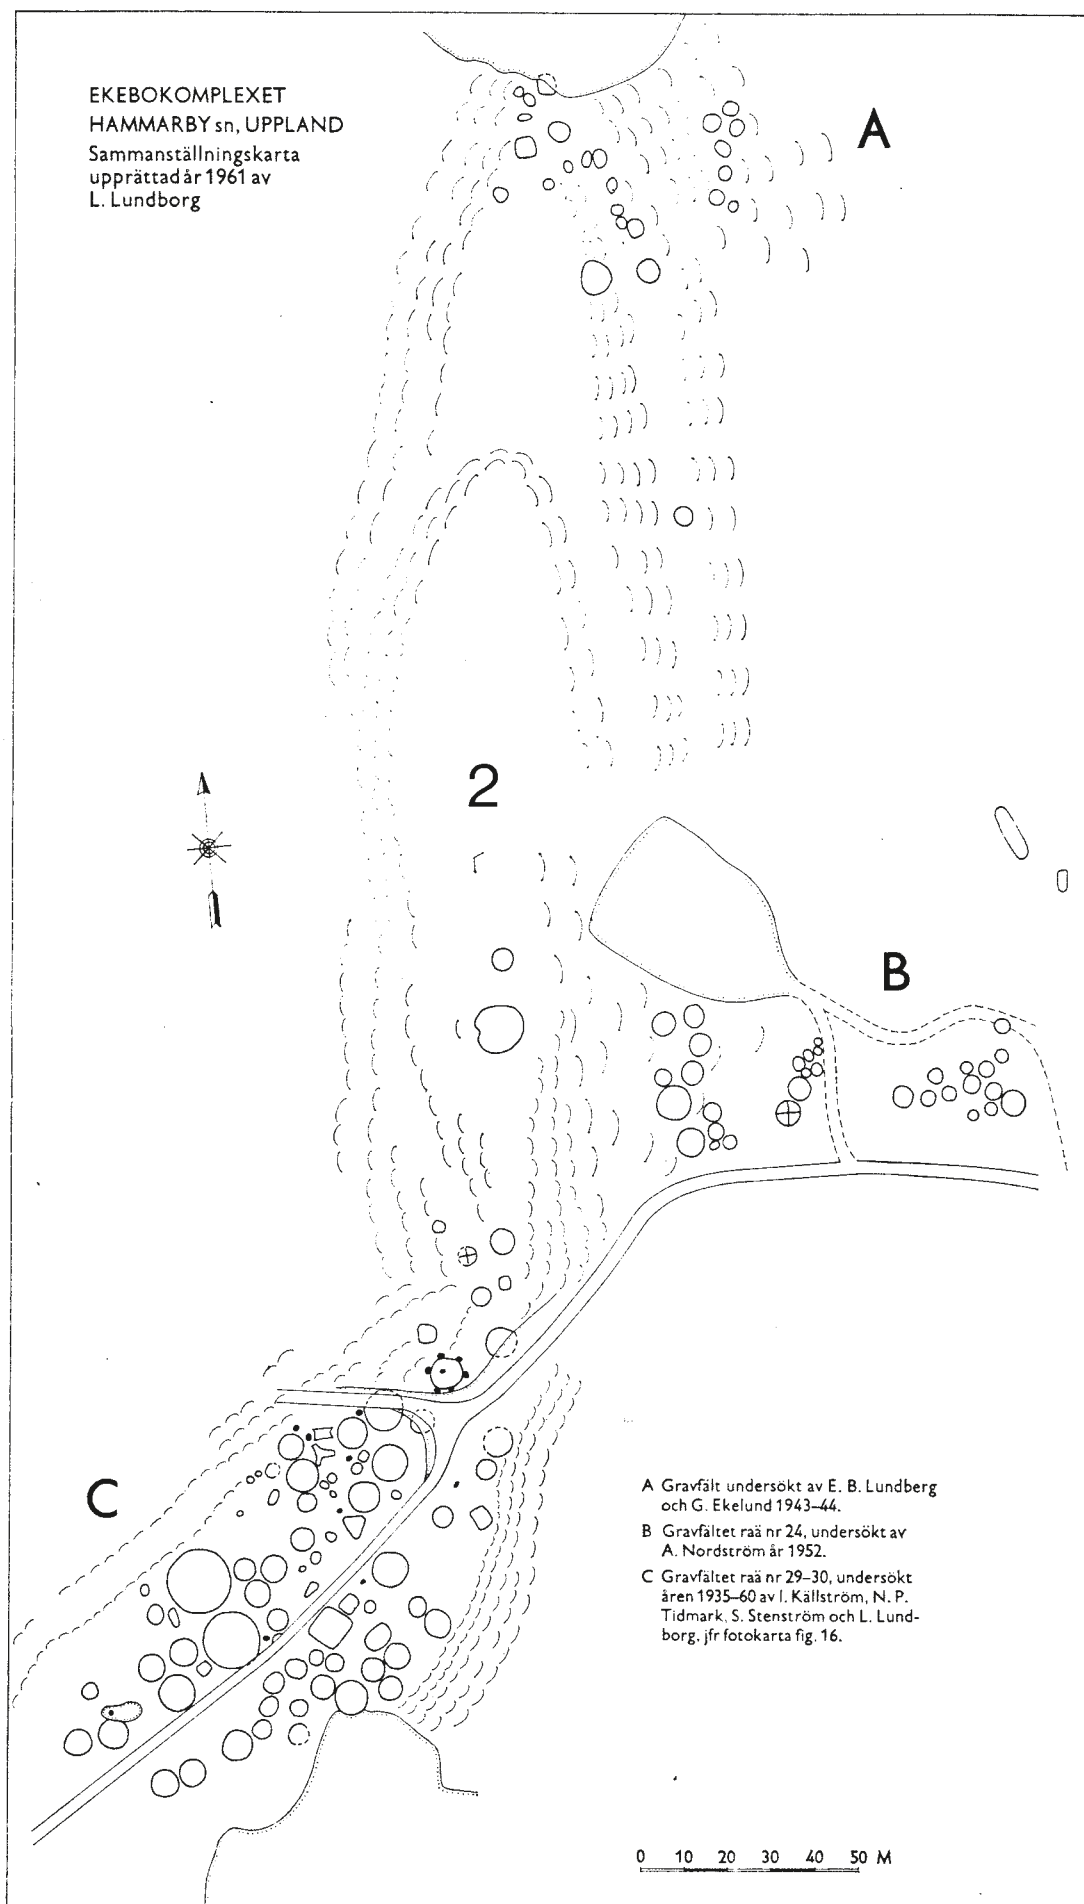 EKEBOKOMPLEXET
HAMMARBY sn, UPPLAND
Sammanställningskarta
upprättad år 1961 av
L. Lundborg
A
2
B
C
A Gravfält undersökt av E. B. Lundberg
och G. Ekelund 1943–44.
B Gravfältet raä nr 24, undersökt av
A. Nordström år 1952.
C Gravfältet raä nr 29–30, undersökt
åren 1935–60 av I. Källström, N. P.
Tidmark, S. Stenström och L. Lund-
borg, jfr fotokarta fig. 16.
0 10 20 30 40 50 M